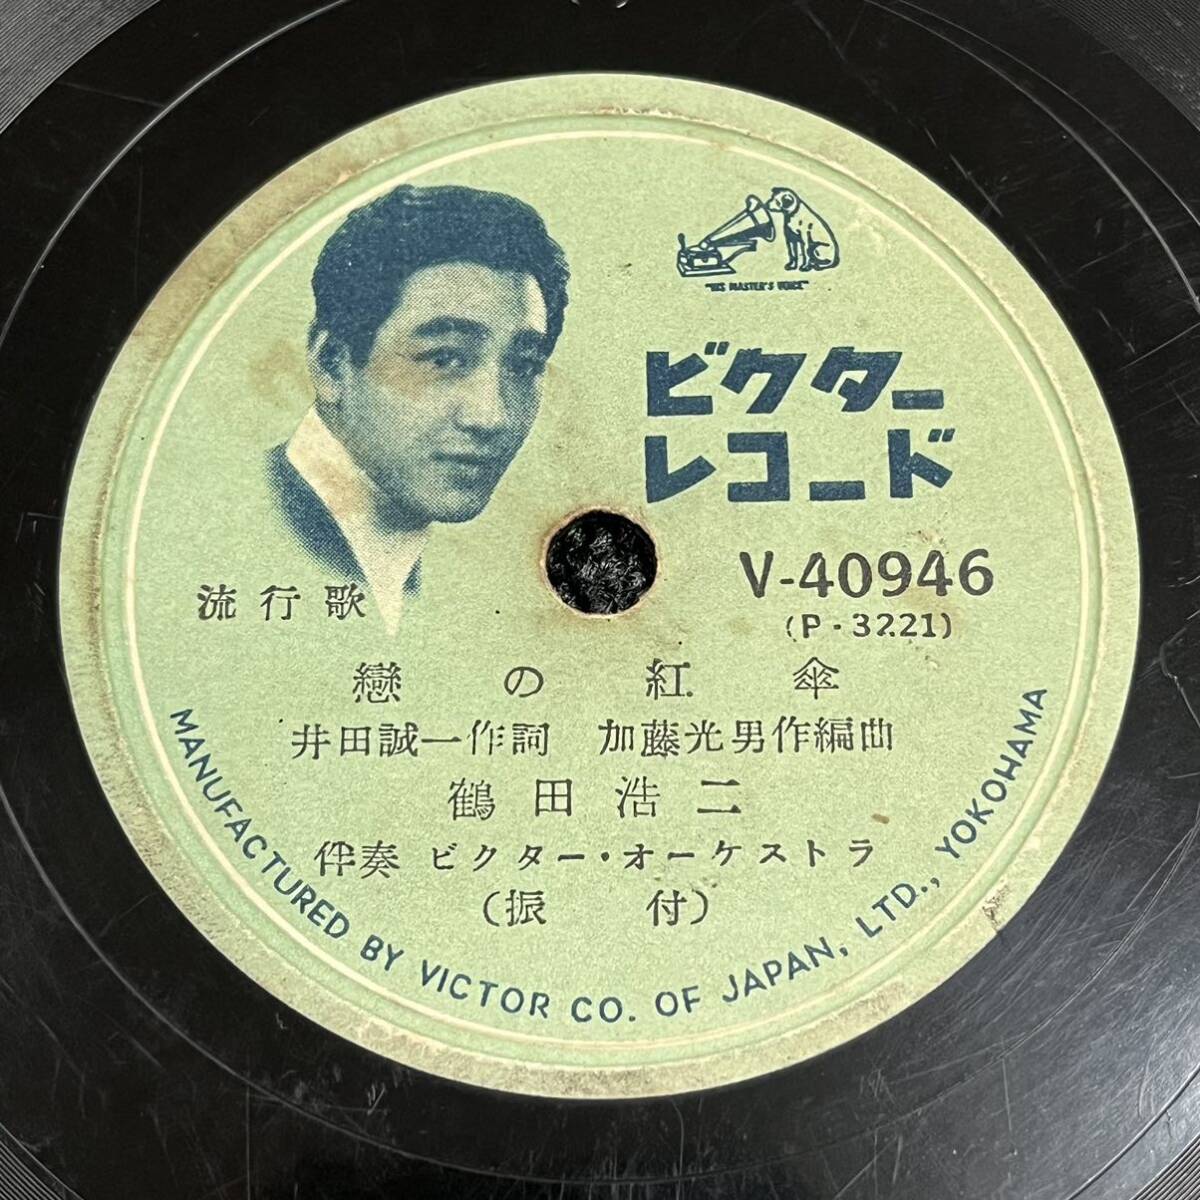 "HIS MASTER'S VOICE"
ビクター
レコード
V-40946
(P-3221)
流行歌
戀の紅傘
井田誠一作詞 加藤光男作編曲
鶴田浩二
伴奏 ビクター・オーケストラ
(振付)
MANUFACTURED BY VICTOR CO. OF JAPAN, LTD., YOKOHAMA